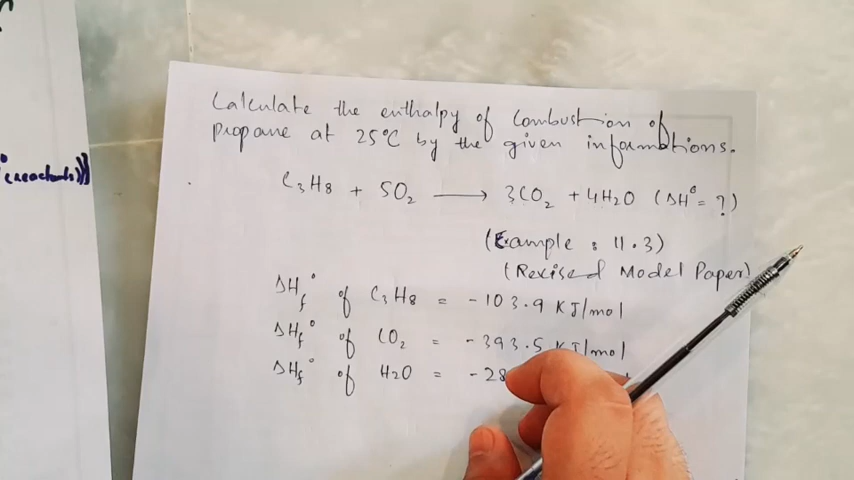 (reactants))
Calculate the enthalpy of combustion of
propane at 25°C by the given informations.
C3H8 + 5O2 ⟶ 3CO2 + 4H2O (ΔH° = ?)
(Example : 11.3)
(Revised Model Paper)
ΔHf° of C3H8 = -103.9 KJ/mol
ΔHf° of CO2 = -393.5 KJ/mol
ΔHf° of H2O = -28